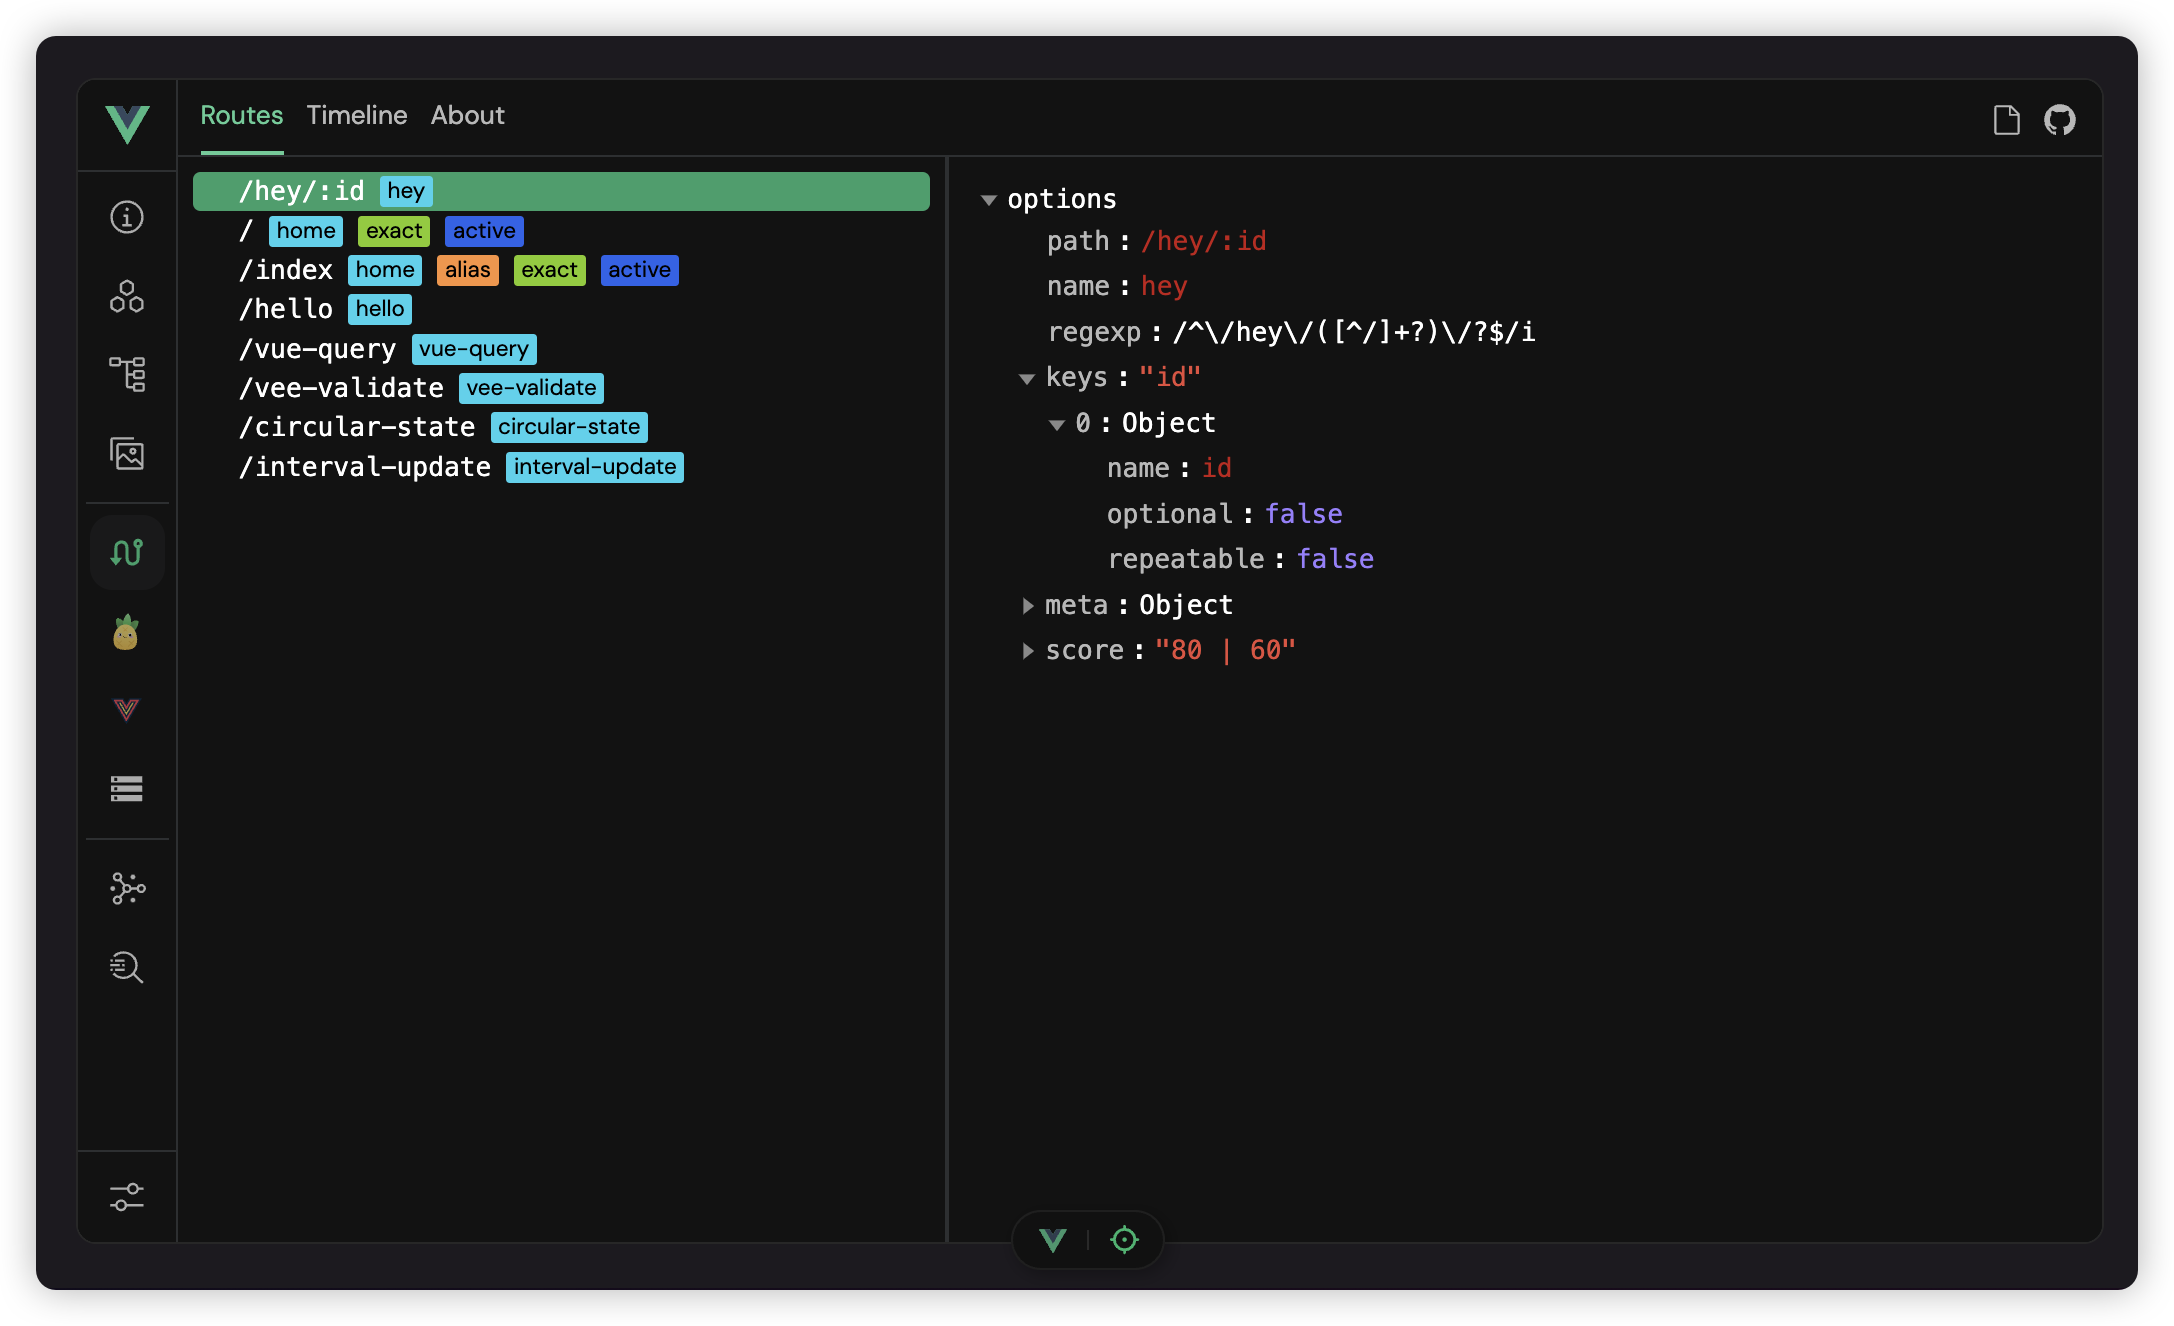 Routes Timeline About
/hey/:id hey
/ home exact active
/index home alias exact active
/hello hello
/vue-query vue-query
/vee-validate vee-validate
/circular-state circular-state
/interval-update interval-update
options
path : /hey/:id
name : hey
regexp : /^\/hey\/([^/]+?)\/?$/i
keys : "id"
0 : Object
name : id
optional : false
repeatable : false
meta : Object
score : "80 | 60"